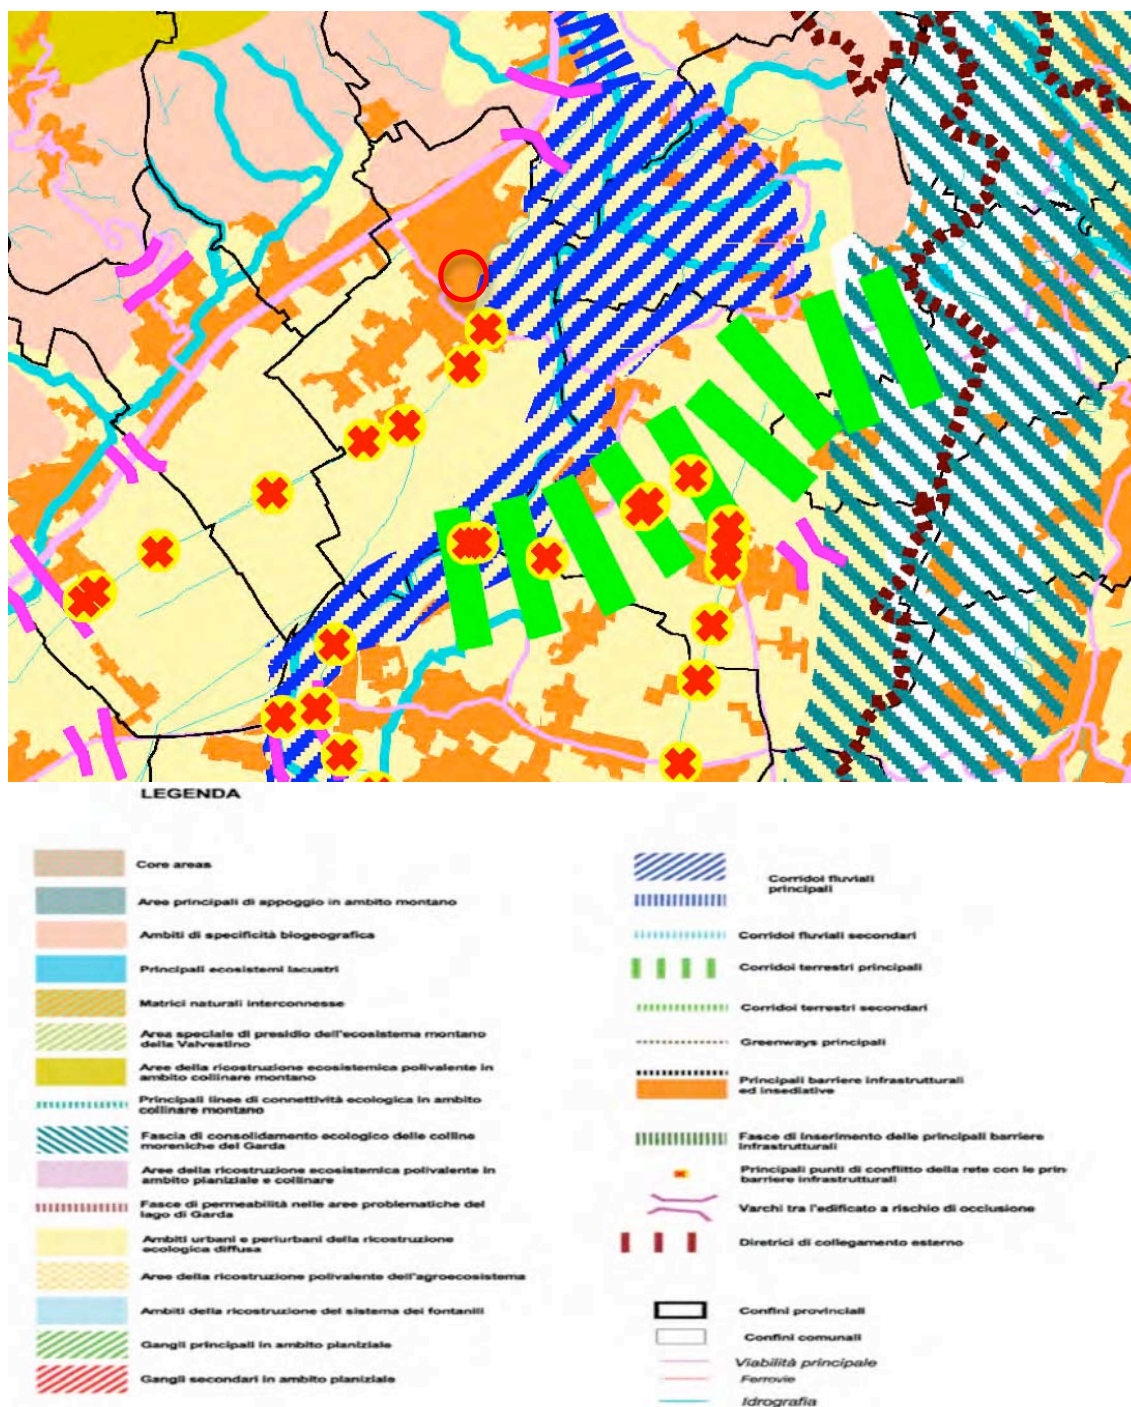 LEGENDA
Core areas
Aree principali di appoggio in ambito montano
Ambiti di specificità biogeografica
Principali ecosistemi lacustri
Matrici naturali interconnesse
Area speciale di presidio dell'ecosistema montano
della Valvestino
Aree della ricostruzione ecosistemica polivalente in
ambito collinare montano
Principali linee di connettività ecologica in ambito
collinare montano
Fascia di consolidamento ecologico delle colline
moreniche del Garda
Aree della ricostruzione ecosistemica polivalente in
ambito planiziale e collinare
Fasce di permeabilità nelle aree problematiche del
lago di Garda
Ambiti urbani e periurbani della ricostruzione
ecologica diffusa
Aree della ricostruzione polivalente dell'agroecosistema
Ambiti della ricostruzione del sistema dei fontanili
Gangli principali in ambito planiziale
Gangli secondari in ambito planiziale
Corridoi fluviali
principali
Corridoi fluviali secondari
Corridoi terrestri principali
Corridoi terrestri secondari
Greenways principali
Principali barriere infrastrutturali
ed insediative
Fasce di inserimento delle principali barriere
infrastrutturali
Principali punti di conflitto della rete con le prin
barriere infrastrutturali
Varchi tra l'edificato a rischio di occlusione
Direttrici di collegamento esterno
Confini provinciali
Confini comunali
Viabilità principale
Ferrovie
Idrografia